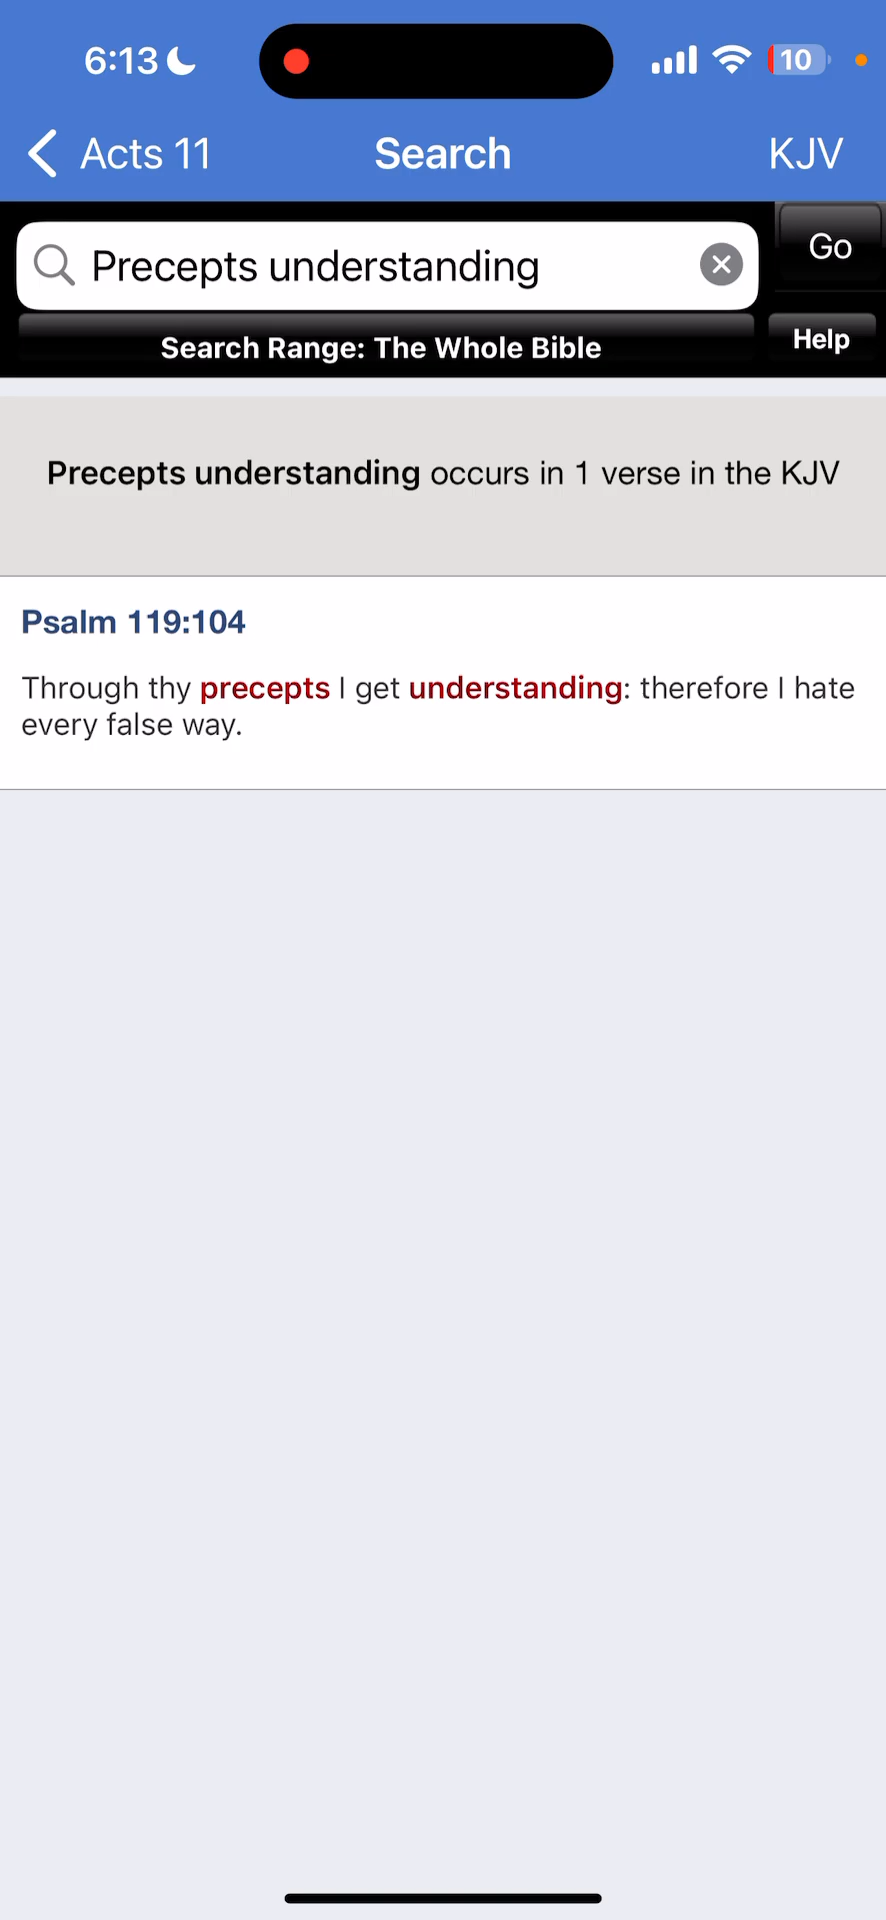 6:13
10
Acts 11 Search KJV
Precepts understanding
Go
Search Range: The Whole Bible
Help
Precepts understanding occurs in 1 verse in the KJV
Psalm 119:104
Through thy precepts I get understanding: therefore I hate
every false way.